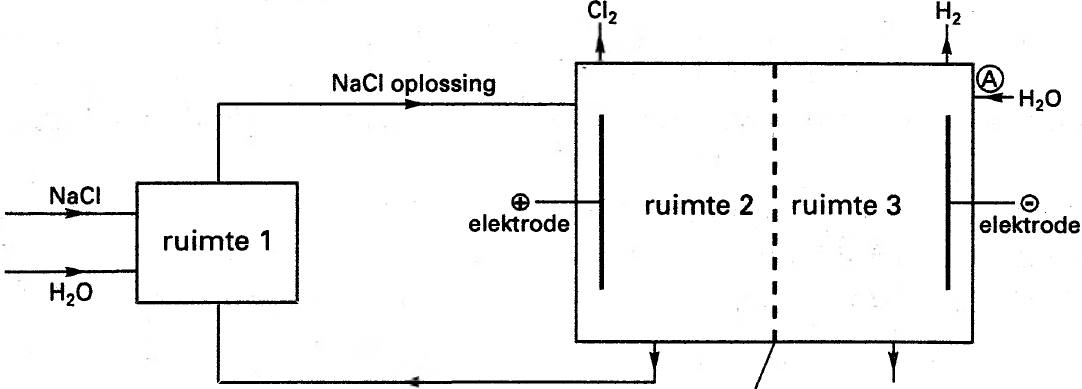 Cl₂
H₂
NaCl oplossing
A
H₂O
NaCl
ruimte 1
H₂O
⊕
elektrode
ruimte 2
ruimte 3
⊖
elektrode